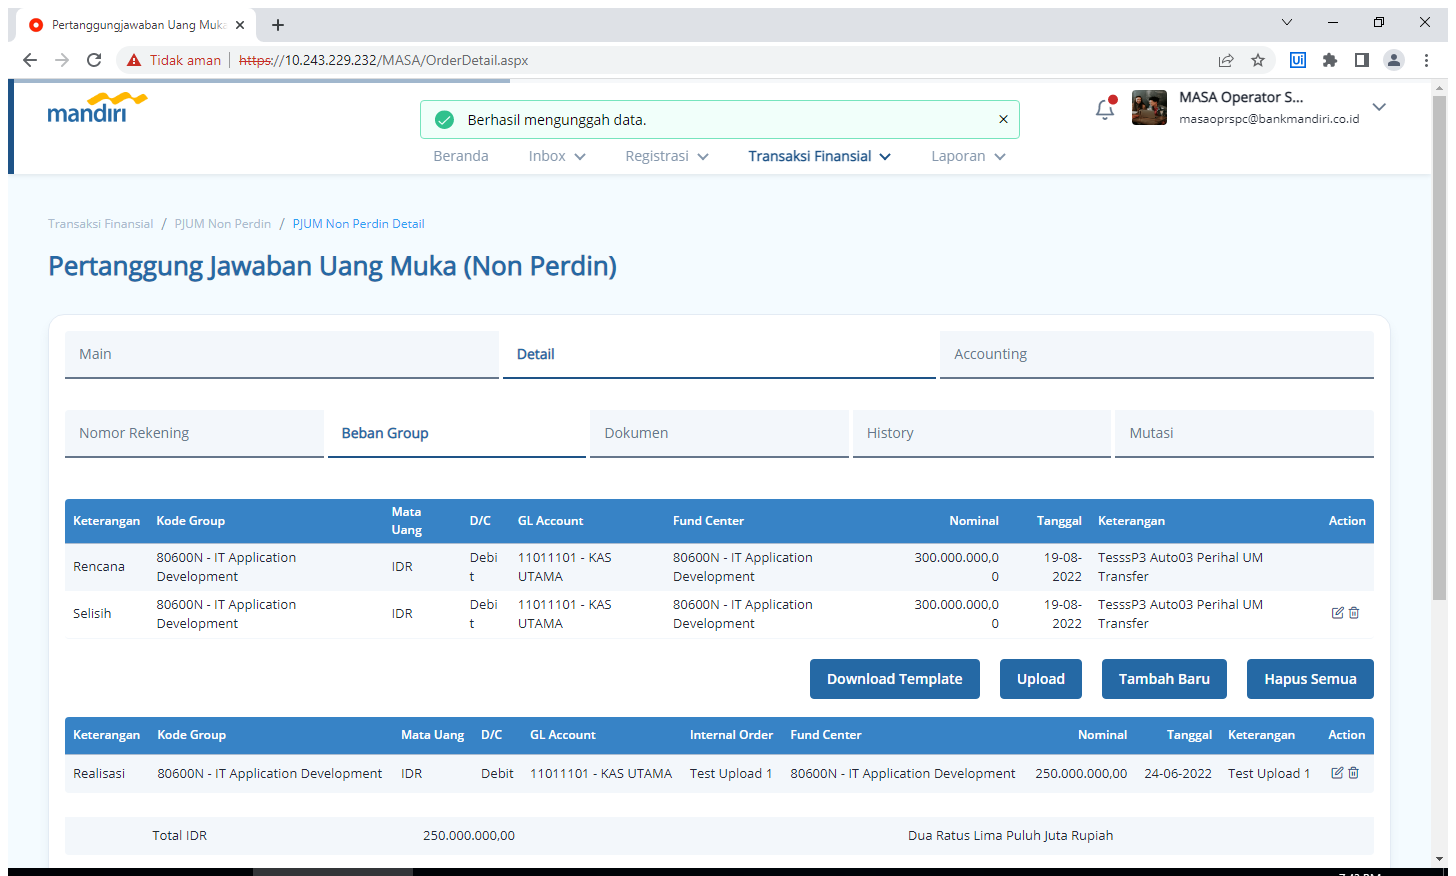 Pertanggungjawaban Uang Muka
Tidak aman
https://10.243.229.232/MASA/OrderDetail.aspx
Ui
mandiri
Berhasil mengunggah data.
MASA Operator S...
masaoprspc@bankmandiri.co.id
Beranda Inbox Registrasi Transaksi Finansial Laporan
Transaksi Finansial / PJUM Non Perdin / PJUM Non Perdin Detail
Pertanggung Jawaban Uang Muka (Non Perdin)
Main Detail Accounting
Nomor Rekening Beban Group Dokumen History Mutasi
Keterangan Kode Group Mata Uang D/C GL Account Fund Center Nominal Tanggal Keterangan Action
Rencana 80600N - IT Application Development IDR Debit 11011101 - KAS UTAMA 80600N - IT Application Development 300.000.000,00 19-08-2022 TesssP3 Auto03 Perihal UM Transfer
Selisih 80600N - IT Application Development IDR Debit 11011101 - KAS UTAMA 80600N - IT Application Development 300.000.000,00 19-08-2022 TesssP3 Auto03 Perihal UM Transfer
Download Template Upload Tambah Baru Hapus Semua
Keterangan Kode Group Mata Uang D/C GL Account Internal Order Fund Center Nominal Tanggal Keterangan Action
Realisasi 80600N - IT Application Development IDR Debit 11011101 - KAS UTAMA Test Upload 1 80600N - IT Application Development 250.000.000,00 24-06-2022 Test Upload 1
Total IDR 250.000.000,00 Dua Ratus Lima Puluh Juta Rupiah